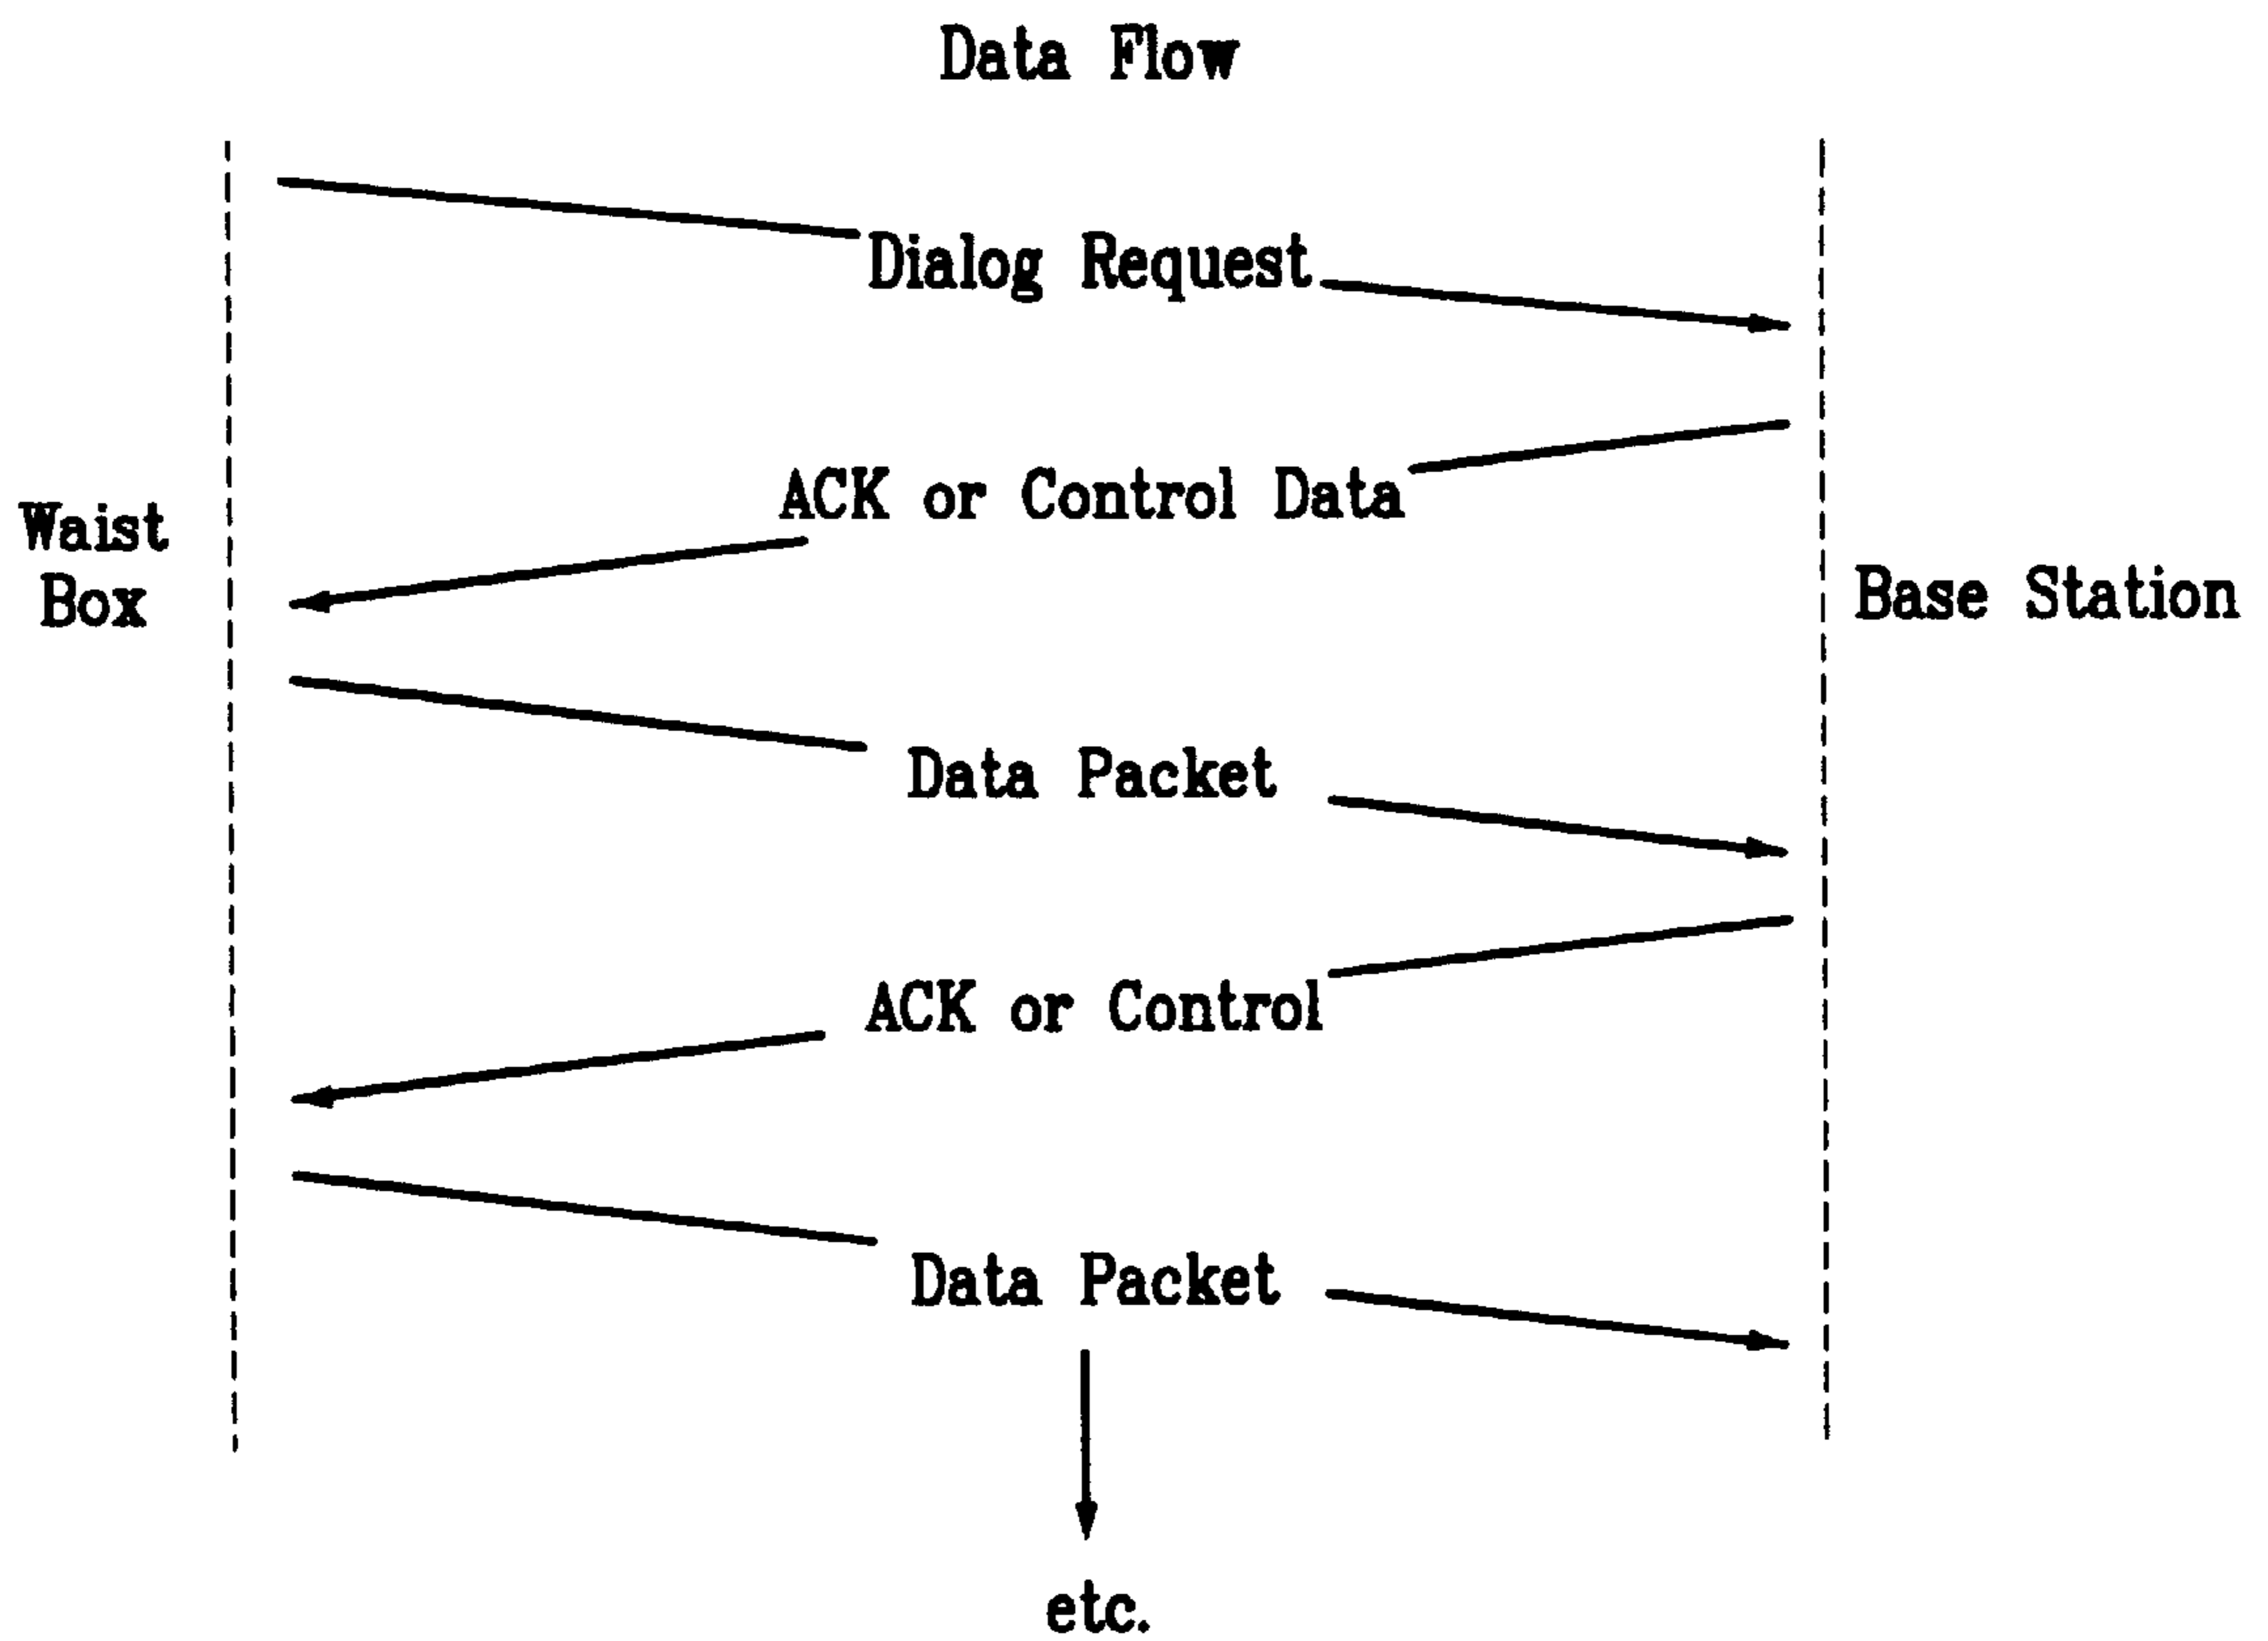 Data Flow
Dialog Request
ACK or Control Data
Waist
Box
Base Station
Data Packet
ACK or Control
Data Packet
etc.